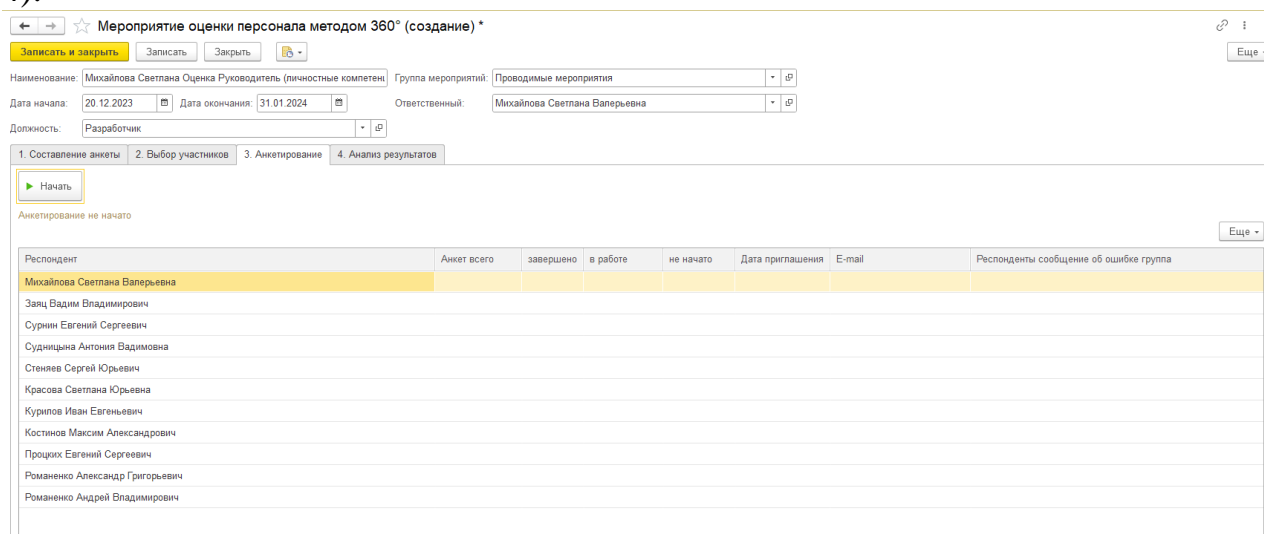 Мероприятие оценки персонала методом 360° (создание) *
Записать и закрыть Записать Закрыть Еще
Наименование: Михайлова Светлана Оценка Руководитель (личностные компетен Группа мероприятий: Проводимые мероприятия
Дата начала: 20.12.2023 Дата окончания: 31.01.2024 Ответственный: Михайлова Светлана Валерьевна
Должность: Разработчик
1. Составление анкеты 2. Выбор участников 3. Анкетирование 4. Анализ результатов
Начать
Анкетирование не начато
Еще
Респондент Анкет всего завершено в работе не начато Дата приглашения E-mail Респонденты сообщение об ошибке группа
Михайлова Светлана Валерьевна
Заяц Вадим Владимирович
Сурнин Евгений Сергеевич
Судницына Антония Вадимовна
Стеняев Сергей Юрьевич
Красова Светлана Юрьевна
Курилов Иван Евгеньевич
Костинов Максим Александрович
Процких Евгений Сергеевич
Романенко Александр Григорьевич
Романенко Андрей Владимирович